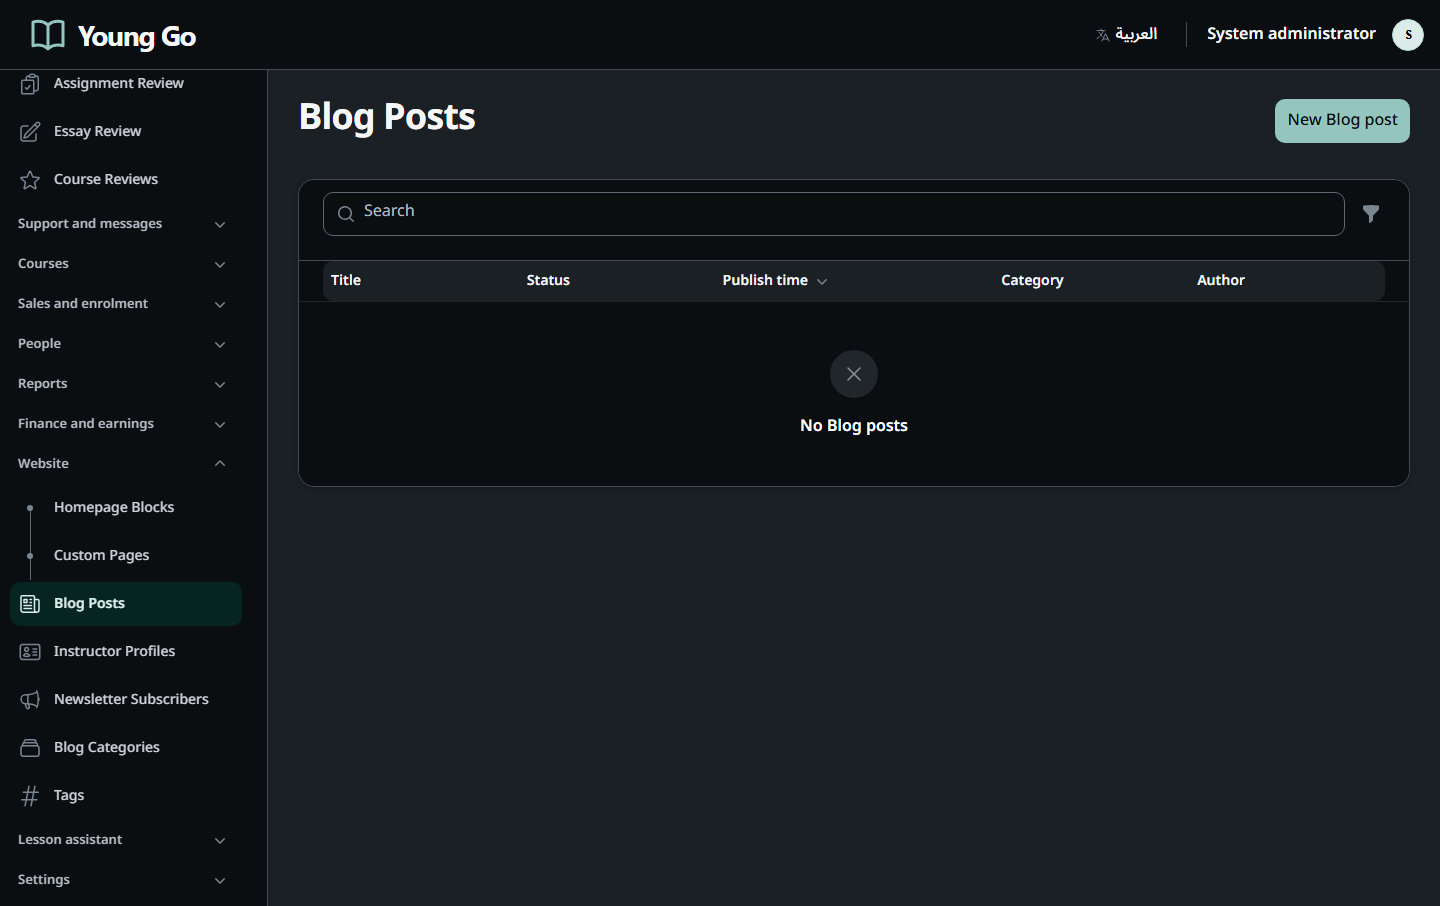 Young Go
العربية
System administrator
S
Assignment Review
Essay Review
Course Reviews
Support and messages
Courses
Sales and enrolment
People
Reports
Finance and earnings
Website
Homepage Blocks
Custom Pages
Blog Posts
Instructor Profiles
Newsletter Subscribers
Blog Categories
Tags
Lesson assistant
Settings
Blog Posts
New Blog post
Search
Title Status Publish time Category Author
No Blog posts